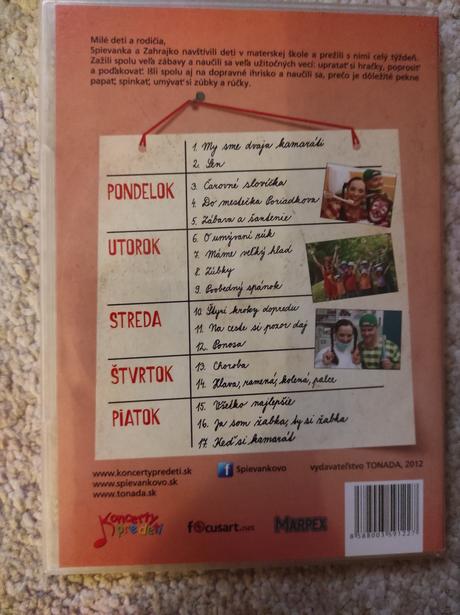 Milé deti a rodičia,
Spievanka a Zahrajko navštívili deti v materskej škole a prežili s nimi celý týždeň.
Zažili spolu veľa zábavy a naučili sa veľa užitočných vecí: upratať si hračky, poprosiť
a poďakovať. Išli spolu aj na dopravné ihrisko a naučili sa, prečo je dôležité pekne
papať, spinkať, umývať si zúbky a rúčky.
1. My sme dvaja kamaráti
2. Sen
PONDELOK
3. Čarovné slovíčka
4. Do mestečka Poriadkova
5. Zábava a šantenie
UTOROK
6. O umývaní rúk
7. Máme veľký hlad
8. Zúbky
9. Poobedný spánok
STREDA
10. Štyri kroky dopredu
11. Na ceste si pozor daj
12. Ponosa
ŠTVRTOK
13. Choroba
14. Hlava, ramená, kolená, palce
PIATOK
15. Všetko najlepšie
16. Ja som žabka, ty si žabka
17. Keď si kamarát
www.koncertypredeti.sk
www.spievankovo.sk
www.tonada.sk
f Spievankovo
vydavateľstvo TONADA, 2012
Koncerty
pre deti
focusart.net
MARPEX
8 588003 591227